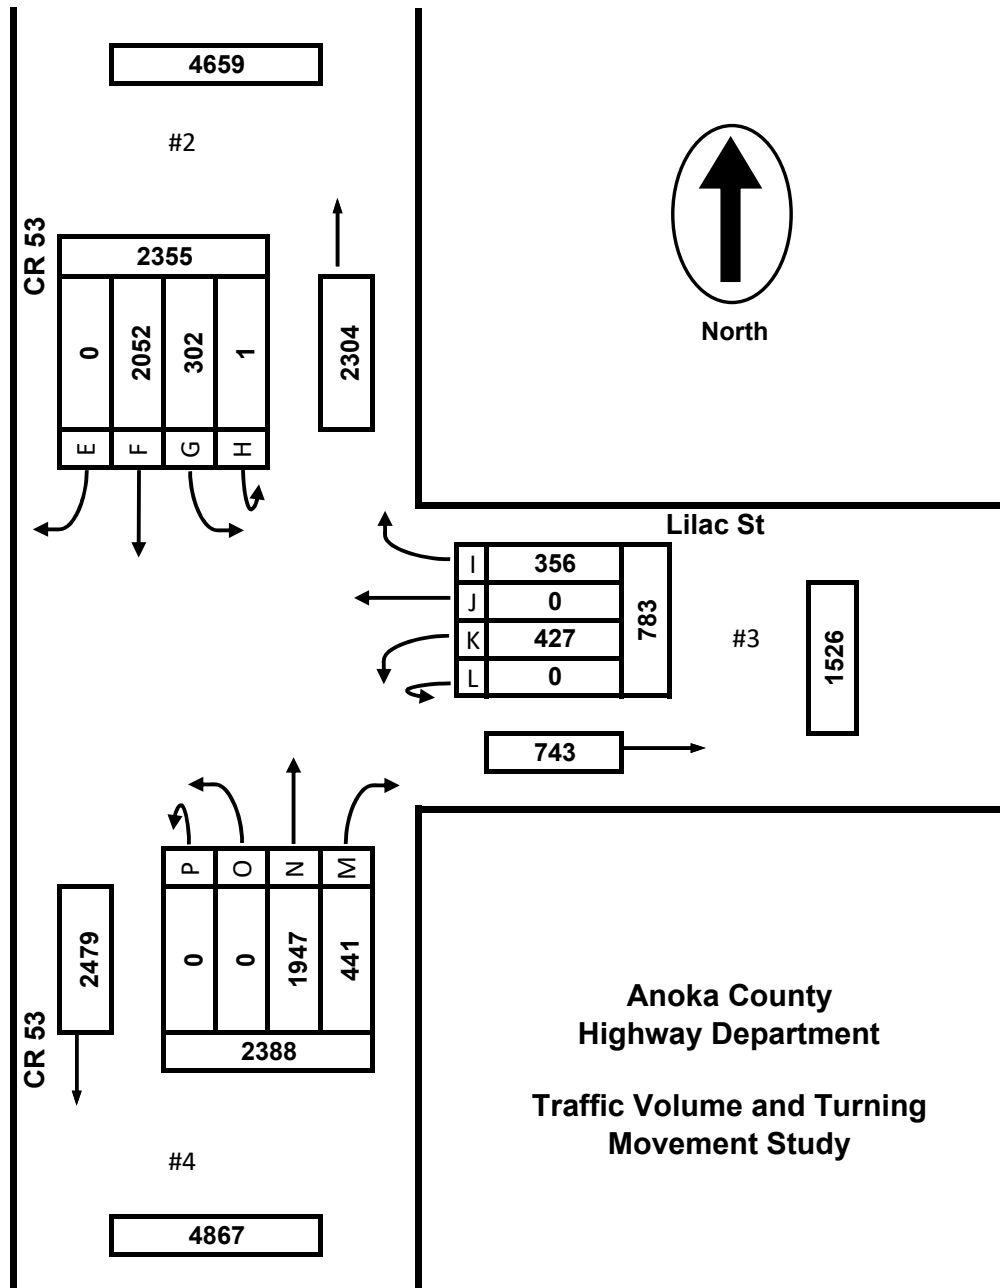 4659
#2
CR 53
2355
0
2052
302
1
E
F
G
H
2304
North
Lilac St
I
356
J
0
K
427
L
0
783
#3
1526
743
P
O
N
M
0
0
1947
441
2388
2479
CR 53
#4
4867
Anoka County
Highway Department
Traffic Volume and Turning
Movement Study